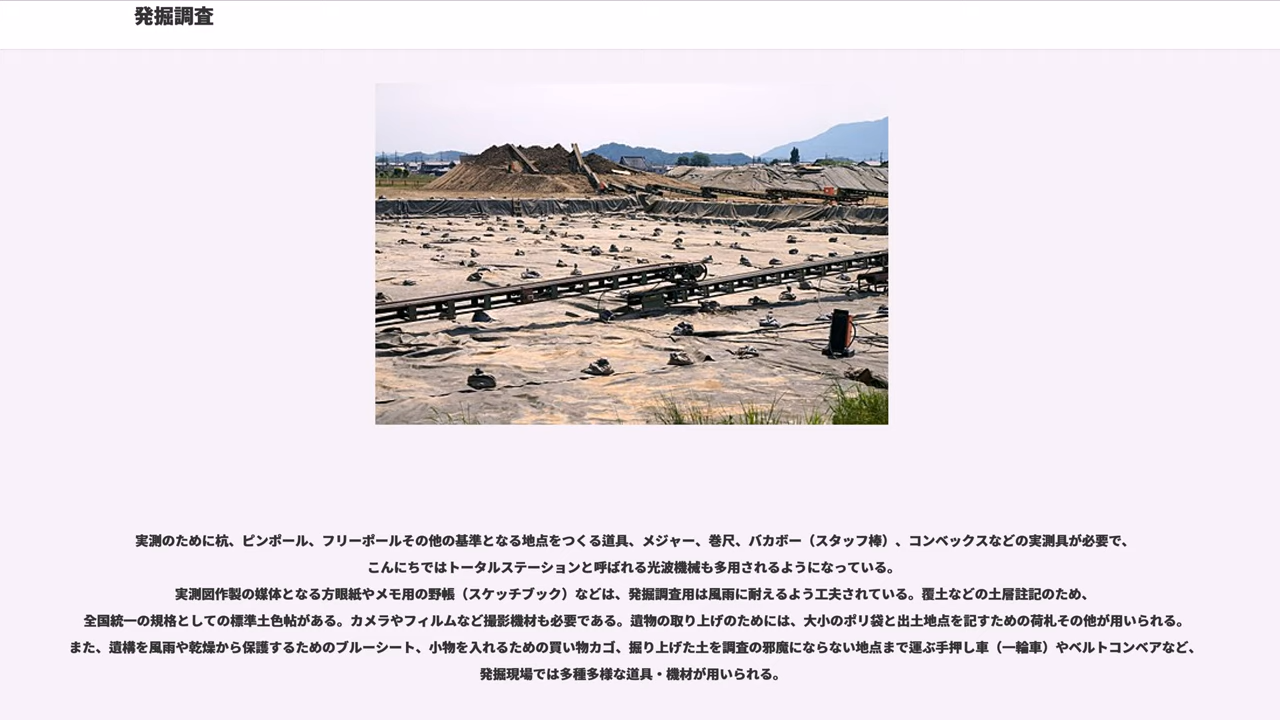 発掘調査
実測のために杭、ピンポール、フリーポールその他の基準となる地点をつくる道具、メジャー、巻尺、バカボー（スタッフ棒）、コンベックスなどの実測具が必要で、
こんにちではトータルステーションと呼ばれる光波機械も多用されるようになっている。
実測図作製の媒体となる方眼紙やメモ用の野帳（スケッチブック）などは、発掘調査用は風雨に耐えるよう工夫されている。覆土などの土層註記のため、
全国統一の規格としての標準土色帖がある。カメラやフィルムなど撮影機材も必要である。遺物の取り上げのためには、大小のポリ袋と出土地点を記すための荷札その他が用いられる。
また、遺構を風雨や乾燥から保護するためのブルーシート、小物を入れるための買い物カゴ、掘り上げた土を調査の邪魔にならない地点まで運ぶ手押し車（一輪車）やベルトコンベアなど、
発掘現場では多種多様な道具・機材が用いられる。